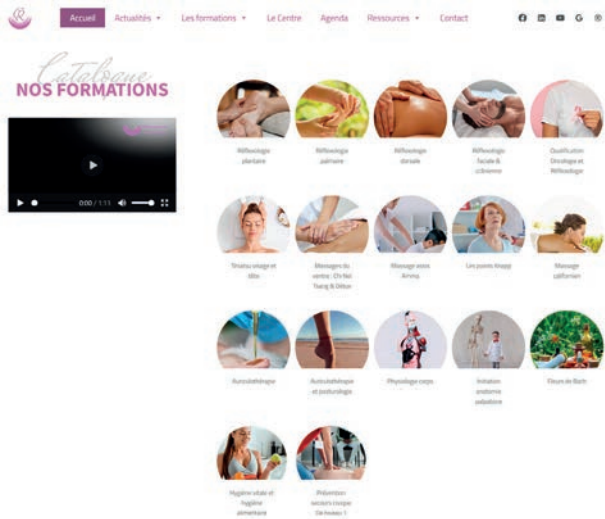 Accueil Actualités Les formations Le Centre Agenda Ressources Contact
Catalogue
NOS FORMATIONS
0:00 / 1:11
Réflexologie
plantaire
Réflexologie
palmaire
Réflexologie
dorsale
Réflexologie
faciale &
crânienne
Qualification
Oncologie et
Réflexologie
visage et
tête
Massages du
ventre : Chi Nei
Tsang & Détox
Massage assis
Amma
Les points Knapp
Massage
californien
Auriculothérapie
et posturologie
Physiologie corps
Initiation
anatomie
palpatoire
Fleurs de Bach
Hygiène vitale et
hygiène
alimentaire
Prévention
secours civique
De niveau 1